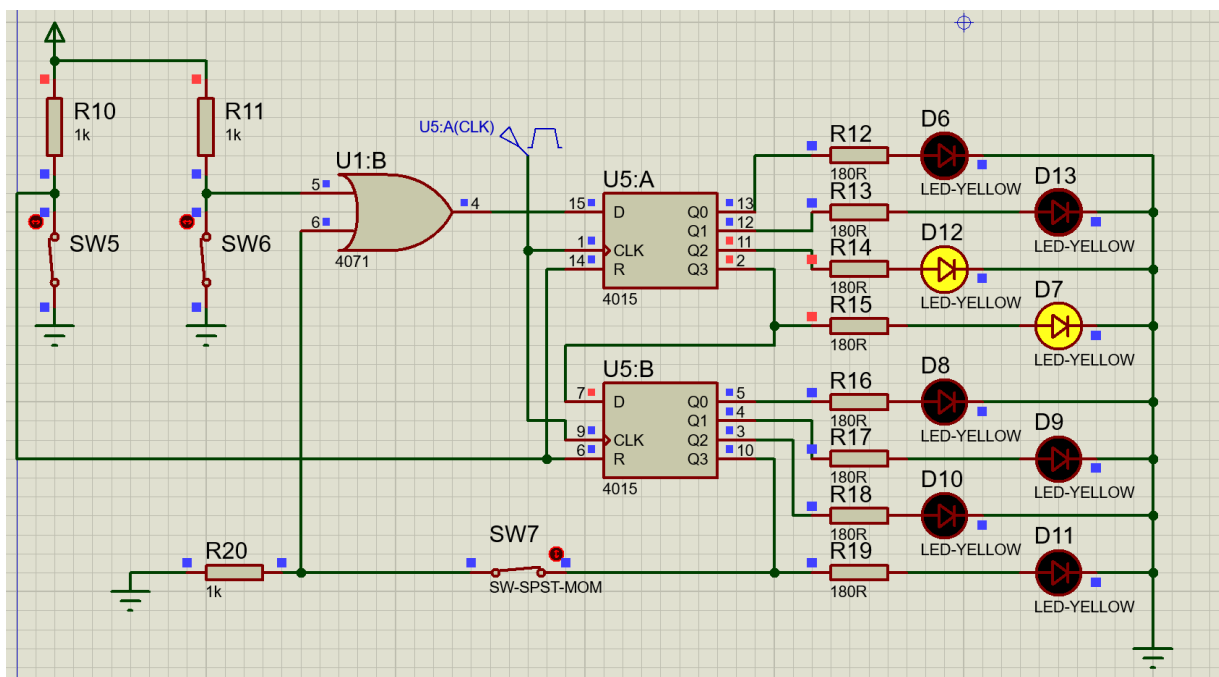 R10
1k
R11
1k
SW5
SW6
U1:B
5
6
4
4071
U5:A(CLK)
U5:A
15
D
1
CLK
14
R
Q0
13
Q1
12
Q2
11
Q3
2
4015
U5:B
7
D
9
CLK
6
R
Q0
5
Q1
4
Q2
3
Q3
10
4015
R12
180R
D6
LED-YELLOW
R13
180R
D13
LED-YELLOW
R14
180R
D12
LED-YELLOW
R15
180R
D7
LED-YELLOW
R16
180R
D8
LED-YELLOW
R17
180R
D9
LED-YELLOW
R18
180R
D10
LED-YELLOW
R19
180R
D11
LED-YELLOW
SW7
SW-SPST-MOM
R20
1k